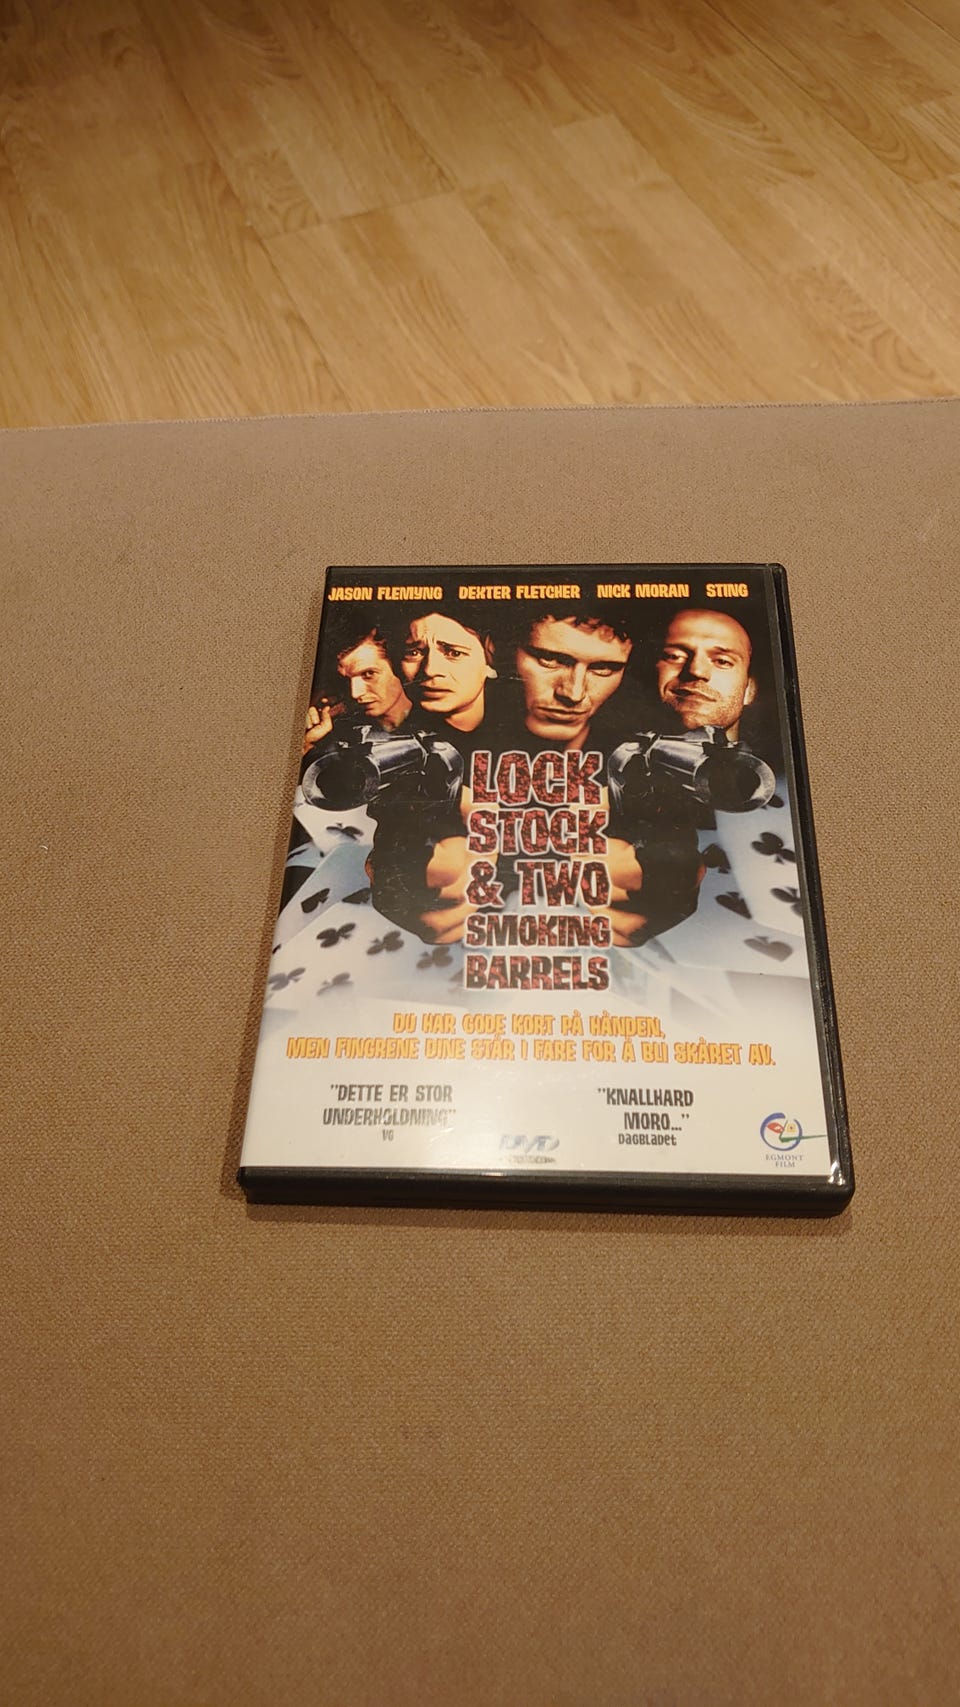 JASON FLEMYNG DEXTER FLETCHER NICK MORAN STING
LOCK
STOCK
& TWO
SMOKING
BARRELS
DU HAR GODE KORT PÅ HÅNDEN,
MEN FINGRENE DINE STÅR I FARE FOR Å BLI SKÅRET AV.
"DETTE ER STOR
UNDERHOLDNING"
VG
"KNALLHARD
MORO..."
DAGBLADET
DVD
EGMONT
FILM